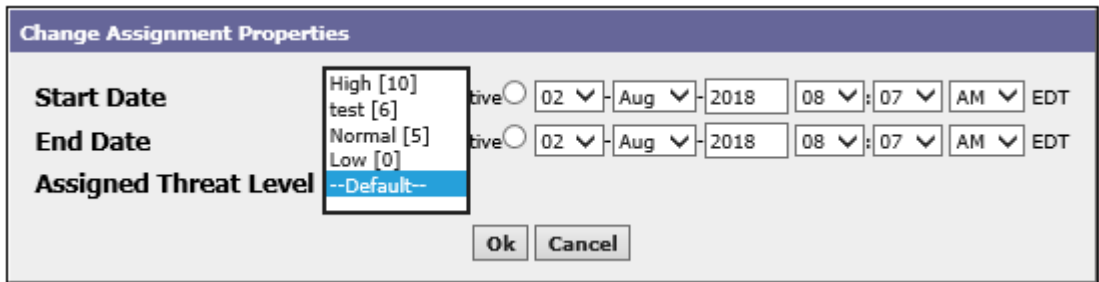 Change Assignment Properties
Start Date High [10] tive 02 - Aug - 2018 08 : 07 AM EDT
test [6]
End Date Normal [5] tive 02 - Aug - 2018 08 : 07 AM EDT
Low [0]
Assigned Threat Level --Default--
Ok Cancel